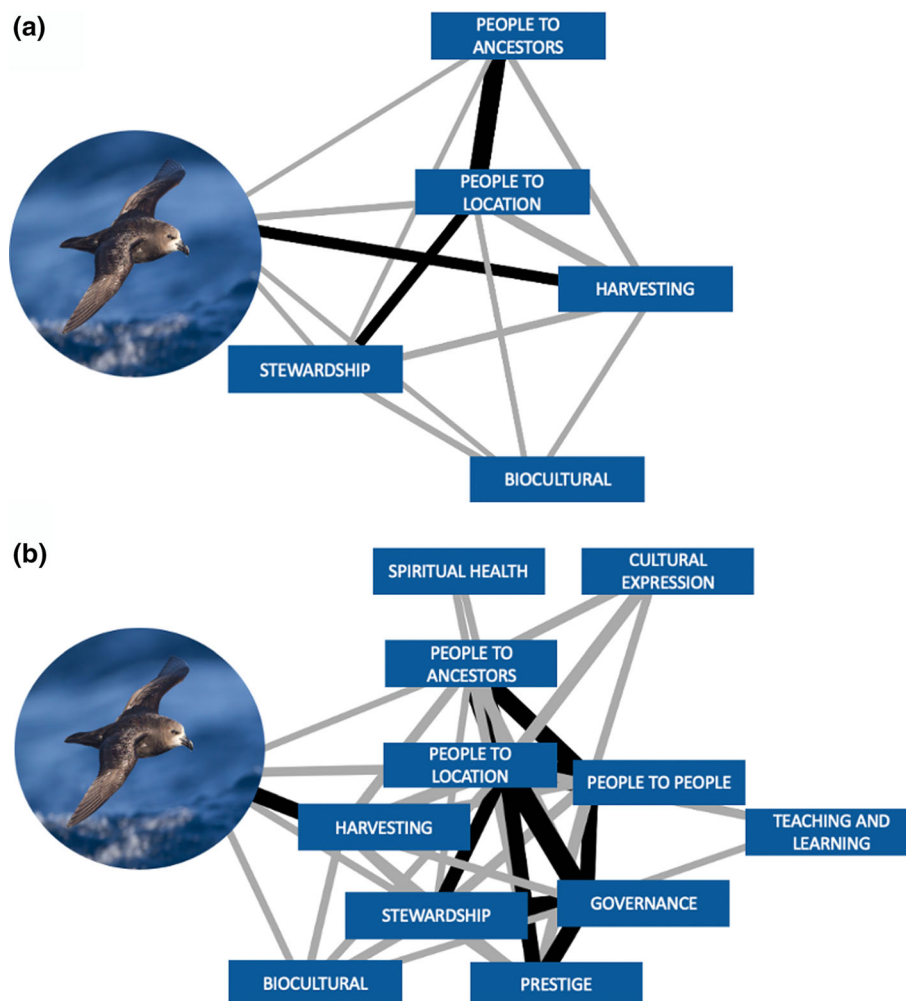 (a)
PEOPLE TO
ANCESTORS
PEOPLE TO
LOCATION
HARVESTING
STEWARDSHIP
BIOCULTURAL
(b)
SPIRITUAL HEALTH
CULTURAL
EXPRESSION
PEOPLE TO
ANCESTORS
PEOPLE TO
LOCATION
PEOPLE TO PEOPLE
HARVESTING
TEACHING AND
LEARNING
STEWARDSHIP
GOVERNANCE
BIOCULTURAL
PRESTIGE